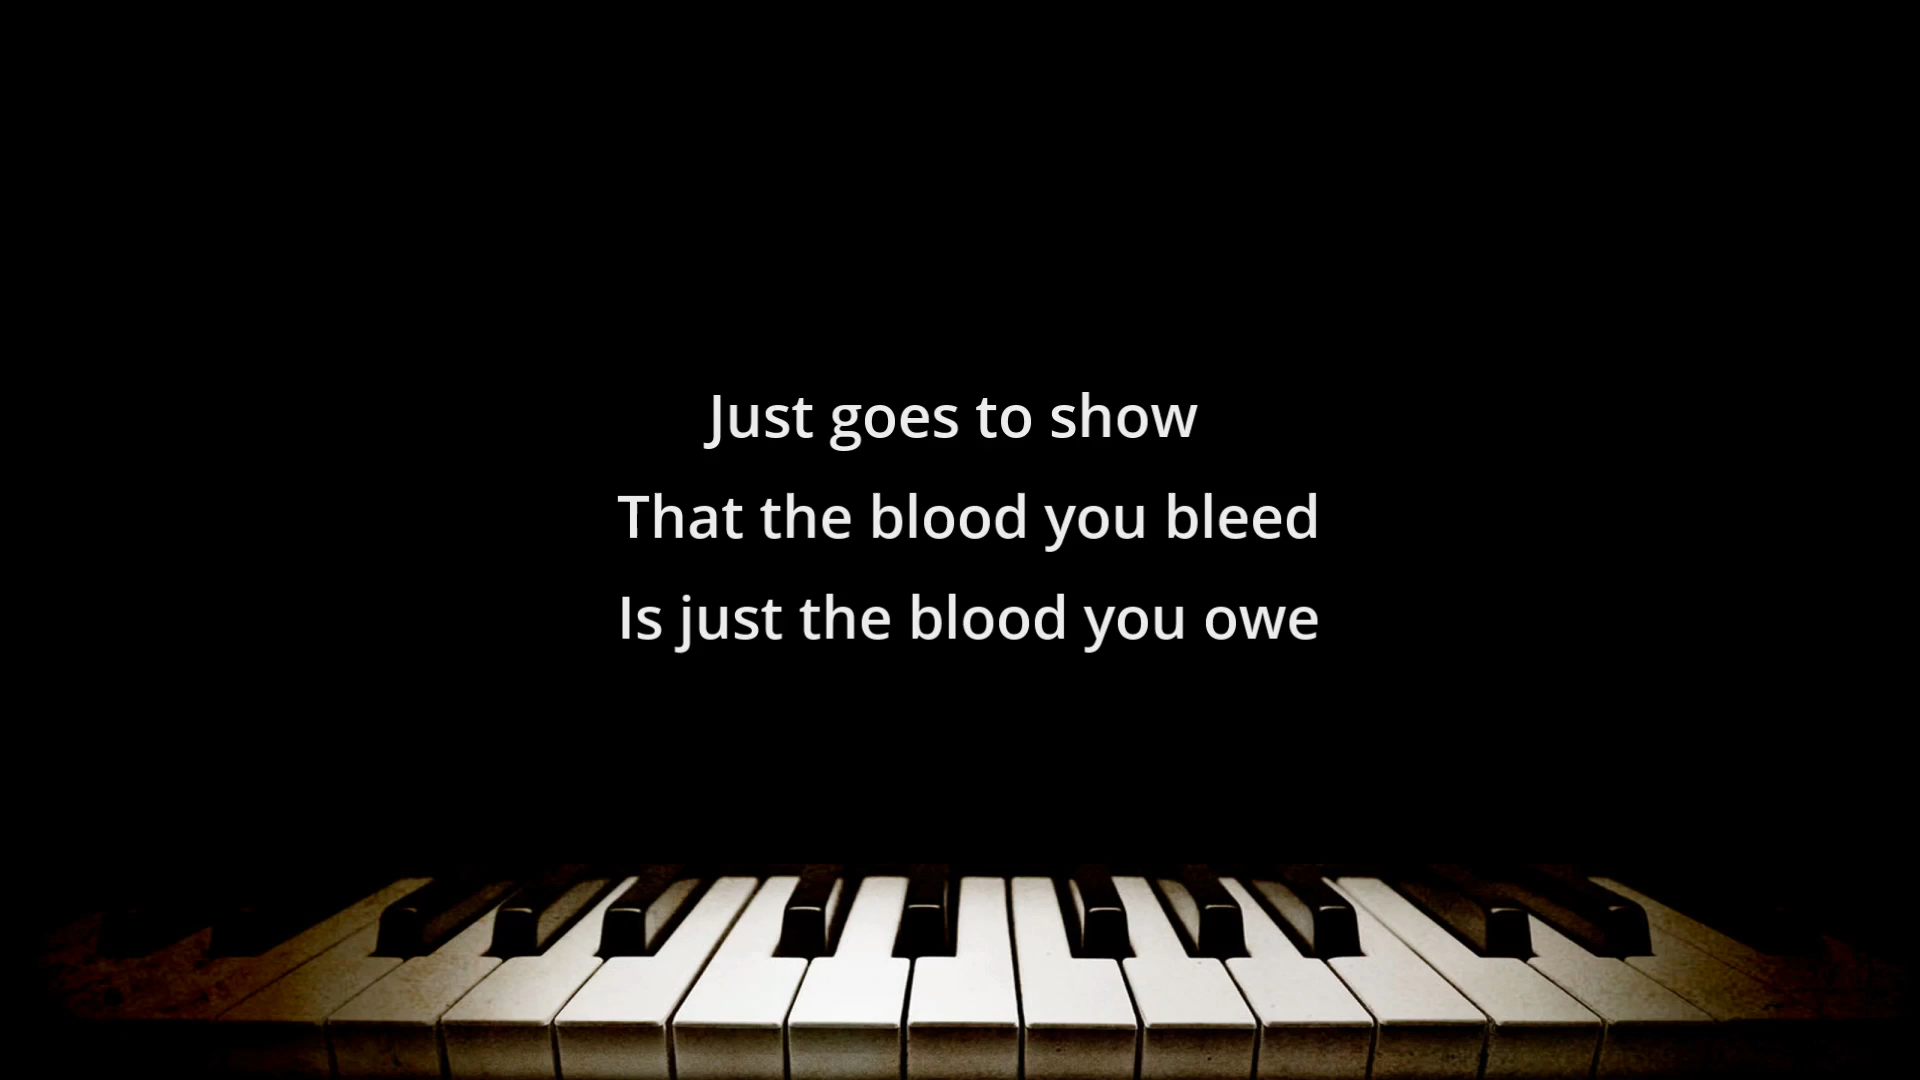 Just goes to show
That the blood you bleed
Is just the blood you owe